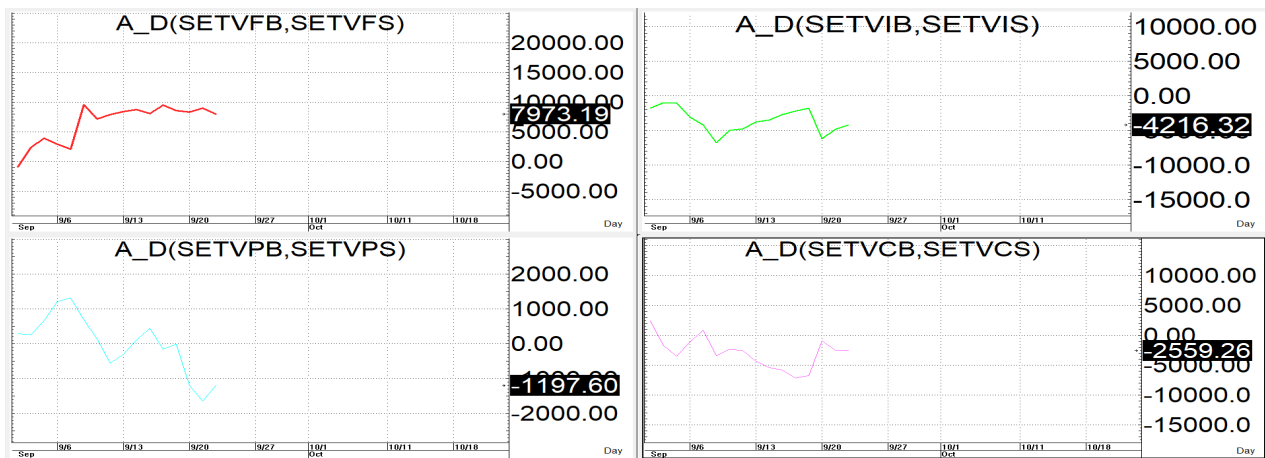 A_D(SETVFB,SETVFS)
20000.00
15000.00
10000.00
7973.19
5000.00
0.00
-5000.00
9/6 9/13 9/20 9/27 10/1 10/11 10/18
Sep Oct Day
A_D(SETVIB,SETVIS)
10000.00
5000.00
0.00
-4216.32
-5000.00
-10000.0
-15000.0
9/6 9/13 9/20 9/27 10/1 10/11
Sep Oct Day
A_D(SETVPB,SETVPS)
2000.00
1000.00
0.00
-1197.60
-2000.00
9/6 9/13 9/20 9/27 10/1 10/11 10/18
Sep Oct Day
A_D(SETVCB,SETVCS)
10000.00
5000.00
0.00
-2559.26
-5000.00
-10000.0
-15000.0
9/6 9/13 9/20 9/27 10/1 10/11 10/18
Sep Oct Day